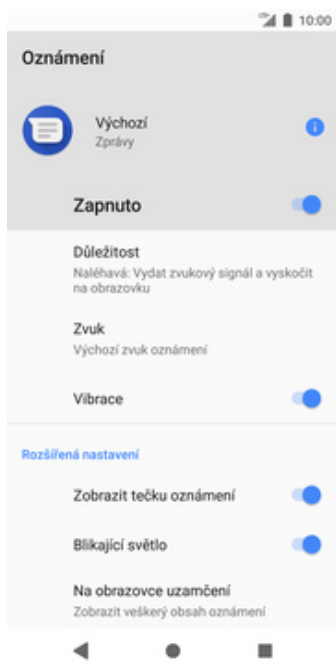 10:00
Oznámení
Výchozí
Zprávy
Zapnuto
Důležitost
Naléhavá: Vydat zvukový signál a vyskočit
na obrazovku
Zvuk
Výchozí zvuk oznámení
Vibrace
Rozšířená nastavení
Zobrazit tečku oznámení
Blikající světlo
Na obrazovce uzamčení
Zobrazit veškerý obsah oznámení